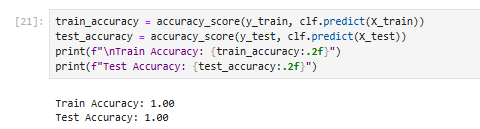 [21]:
train_accuracy = accuracy_score(y_train, clf.predict(X_train))
test_accuracy = accuracy_score(y_test, clf.predict(X_test))
print(f"\nTrain Accuracy: {train_accuracy:.2f}")
print(f"Test Accuracy: {test_accuracy:.2f}")
Train Accuracy: 1.00
Test Accuracy: 1.00